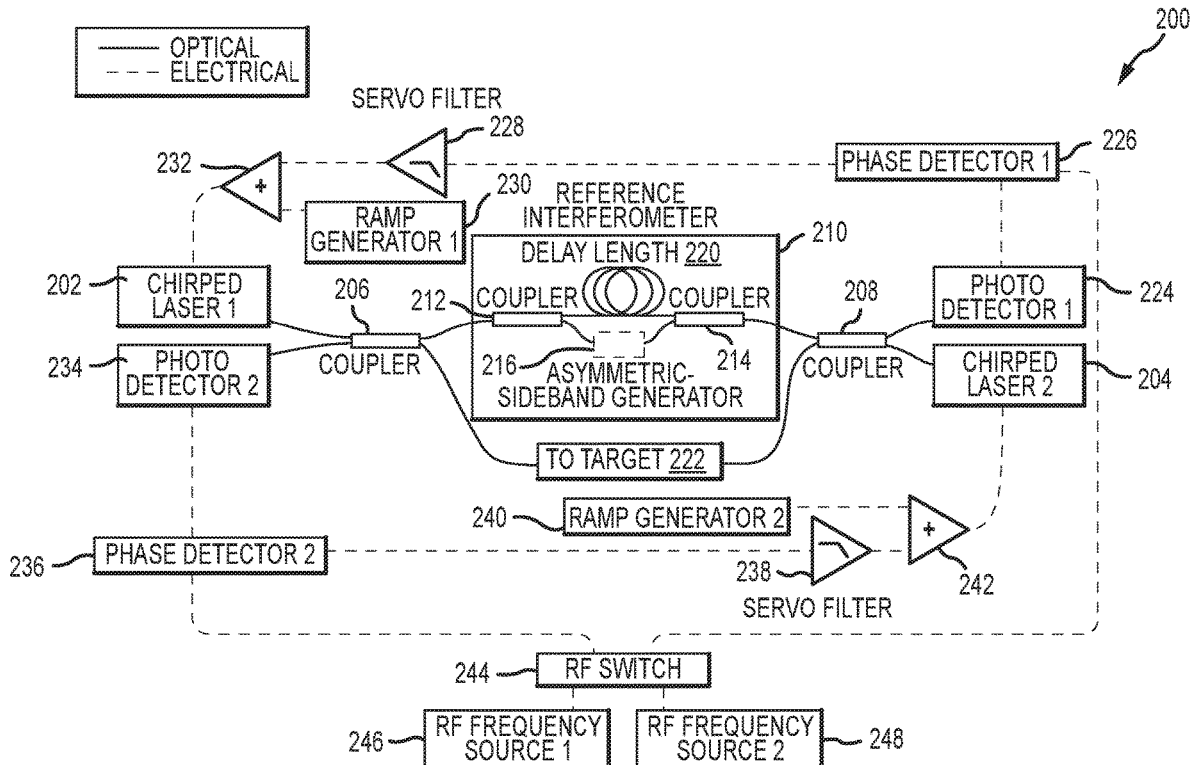 200
OPTICAL
ELECTRICAL
SERVO FILTER
228
232
PHASE DETECTOR 1
226
230
RAMP
GENERATOR 1
REFERENCE
INTERFEROMETER
210
DELAY LENGTH 220
202
CHIRPED
LASER 1
206
212
COUPLER
COUPLER
208
PHOTO
DETECTOR 1
224
234
PHOTO
DETECTOR 2
COUPLER
216
214
ASYMMETRIC-
SIDEBAND GENERATOR
COUPLER
CHIRPED
LASER 2
204
TO TARGET 222
240
RAMP GENERATOR 2
236
PHASE DETECTOR 2
238
242
SERVO FILTER
244
RF SWITCH
246
RF FREQUENCY
SOURCE 1
RF FREQUENCY
SOURCE 2
248
+
+